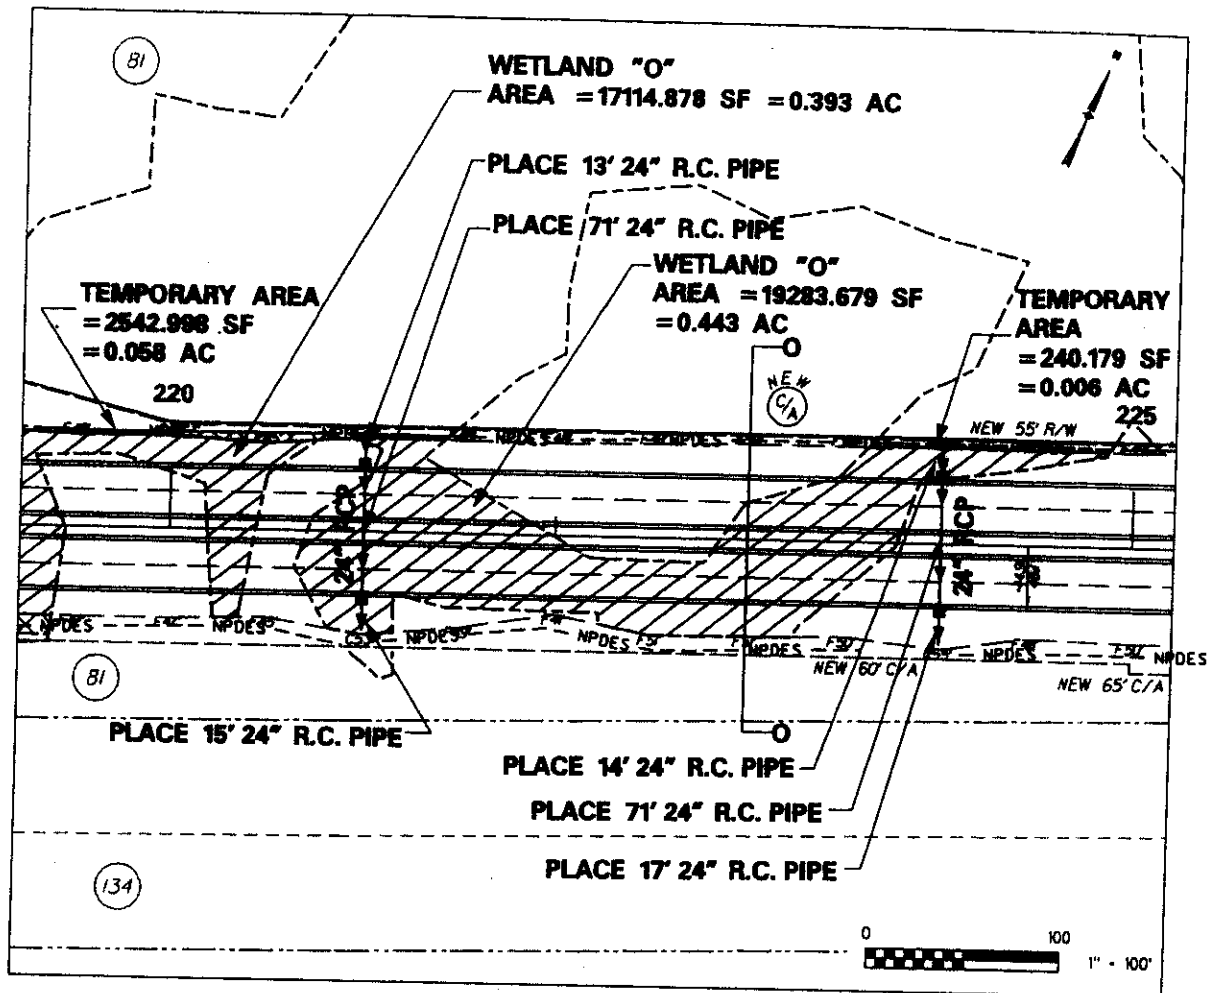 81
WETLAND "O"
AREA = 17114.878 SF = 0.393 AC
PLACE 13' 24" R.C. PIPE
PLACE 71' 24" R.C. PIPE
WETLAND "O"
AREA = 19283.679 SF
= 0.443 AC
TEMPORARY AREA
= 2542.998 SF
= 0.058 AC
220
TEMPORARY
AREA
= 240.179 SF
= 0.006 AC
225
O
NEW
C/A
NPDES
NPDES
NEW 55' R/W
24" RCP
24" RCP
NPDES
NPDES
NPDES
NPDES
NPDES
NPDES
NPDES
NEW 60' C/A
NEW 65' C/A
81
O
PLACE 15' 24" R.C. PIPE
PLACE 14' 24" R.C. PIPE
PLACE 71' 24" R.C. PIPE
PLACE 17' 24" R.C. PIPE
134
0 100
1" - 100'